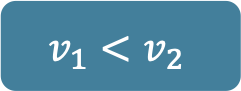 v₁ < v₂